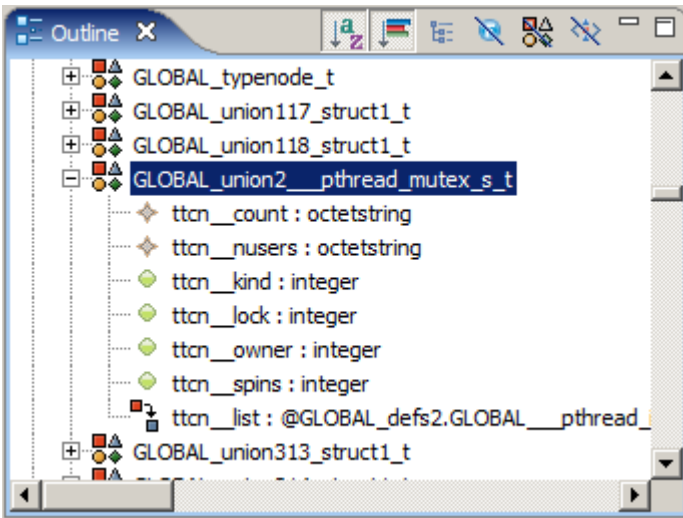 Outline
GLOBAL_typenode_t
GLOBAL_union117_struct1_t
GLOBAL_union118_struct1_t
GLOBAL_union2___pthread_mutex_s_t
ttcn__count : octetstring
ttcn__nusers : octetstring
ttcn__kind : integer
ttcn__lock : integer
ttcn__owner : integer
ttcn__spins : integer
ttcn__list : @GLOBAL_defs2.GLOBAL___pthread_
GLOBAL_union313_struct1_t